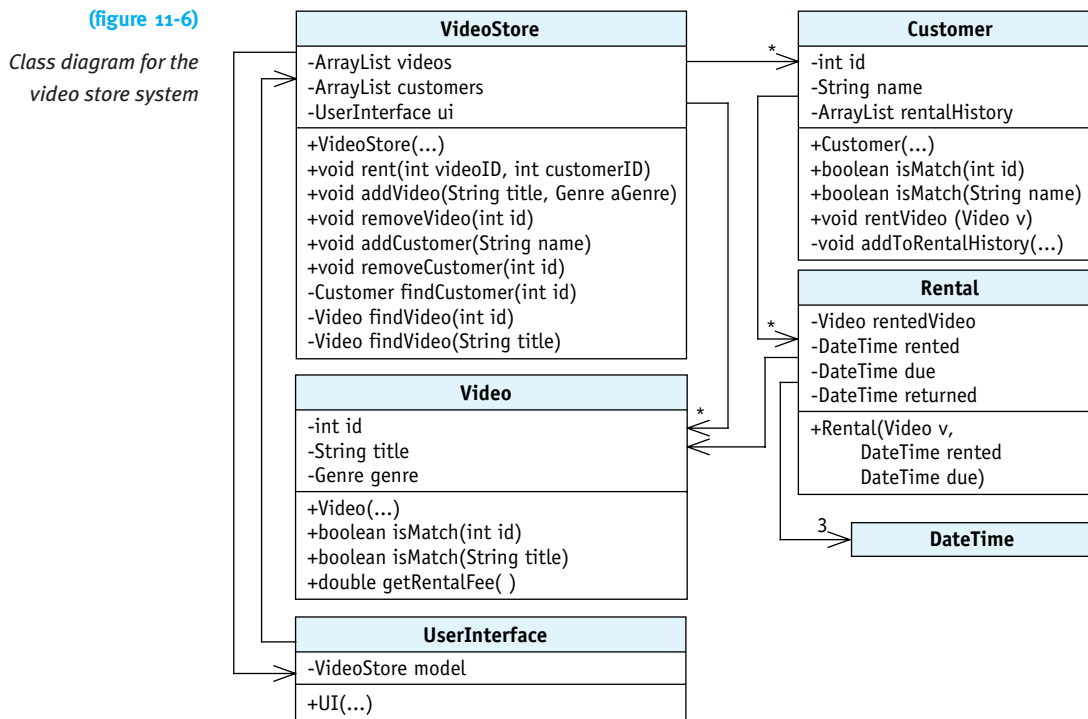 (figure 11-6)
Class diagram for the
video store system
VideoStore
-ArrayList videos
-ArrayList customers
-UserInterface ui
+VideoStore(...)
+void rent(int videoID, int customerID)
+void addVideo(String title, Genre aGenre)
+void removeVideo(int id)
+void addCustomer(String name)
+void removeCustomer(int id)
-Customer findCustomer(int id)
-Video findVideo(int id)
-Video findVideo(String title)
*
Customer
-int id
-String name
-ArrayList rentalHistory
+Customer(...)
+boolean isMatch(int id)
+boolean isMatch(String name)
+void rentVideo (Video v)
-void addToRentalHistory(...)
*
Rental
-Video rentedVideo
-DateTime rented
-DateTime due
-DateTime returned
+Rental(Video v,
DateTime rented
DateTime due)
*
Video
-int id
-String title
-Genre genre
+Video(...)
+boolean isMatch(int id)
+boolean isMatch(String title)
+double getRentalFee( )
3
DateTime
UserInterface
-VideoStore model
+UI(...)